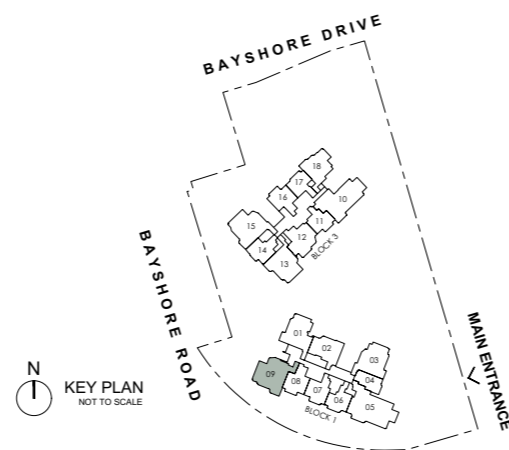 BAYSHORE DRIVE
18
17
16
10
15
11
12
14
13
BLOCK 3
BAYSHORE ROAD
01
02
03
09
08
07
04
06
05
BLOCK 1
MAIN ENTRANCE
N
KEY PLAN
NOT TO SCALE